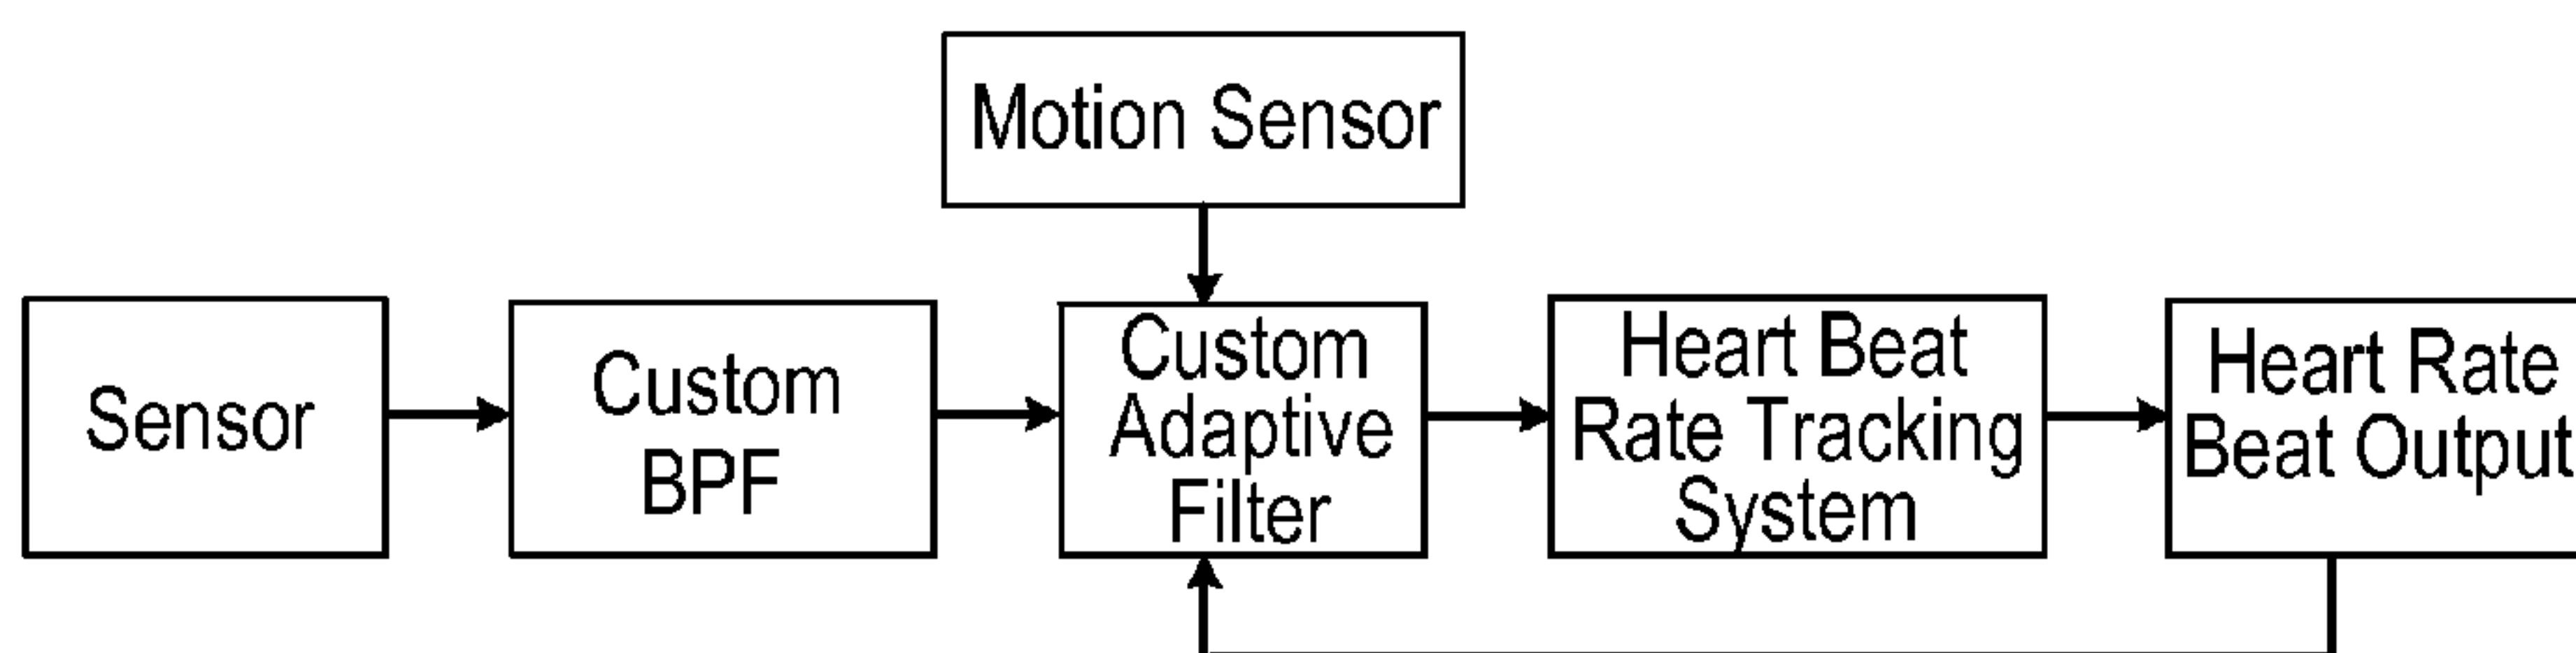 Motion Sensor
Sensor
Custom
BPF
Custom
Adaptive
Filter
Heart Beat
Rate Tracking
System
Heart Rate
Beat Output